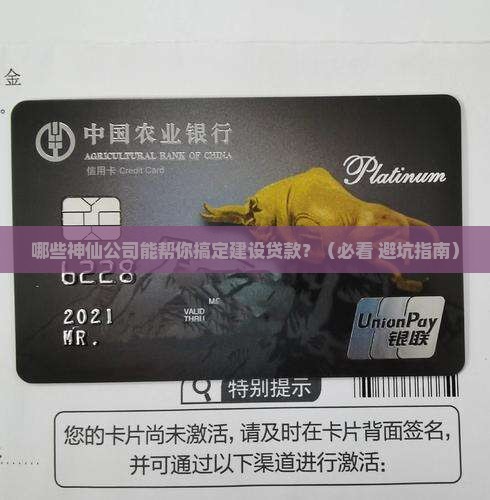 金
中国农业银行
AGRICULTURAL BANK OF CHINA
信用卡 Credit Card
Platinum
哪些神仙公司能帮你搞定建设贷款？（必看 避坑指南）
6228
MC
2021
VALID
THRU
MR.
UnionPay
银联
特别提示
您的卡片尚未激活，请及时在卡片背面签名，
并可通过以下渠道进行激活：